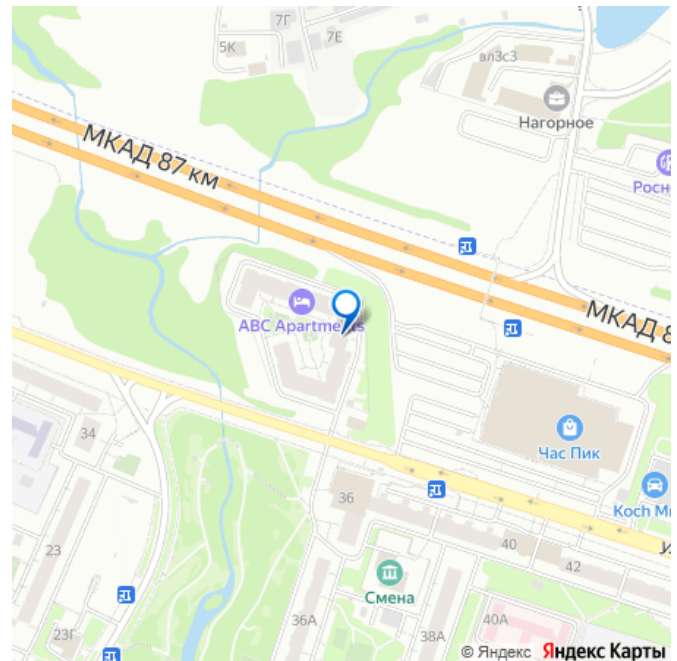 7Г
7Е
5К
вл3с3
Нагорное
МКАД 87 км
Росн
ABC Apartments
МКАД 8
34
Час Пик
Koch M
36
23
40
42
Смена
36А
38А
40А
23Г
© Яндекс Яндекс Карты